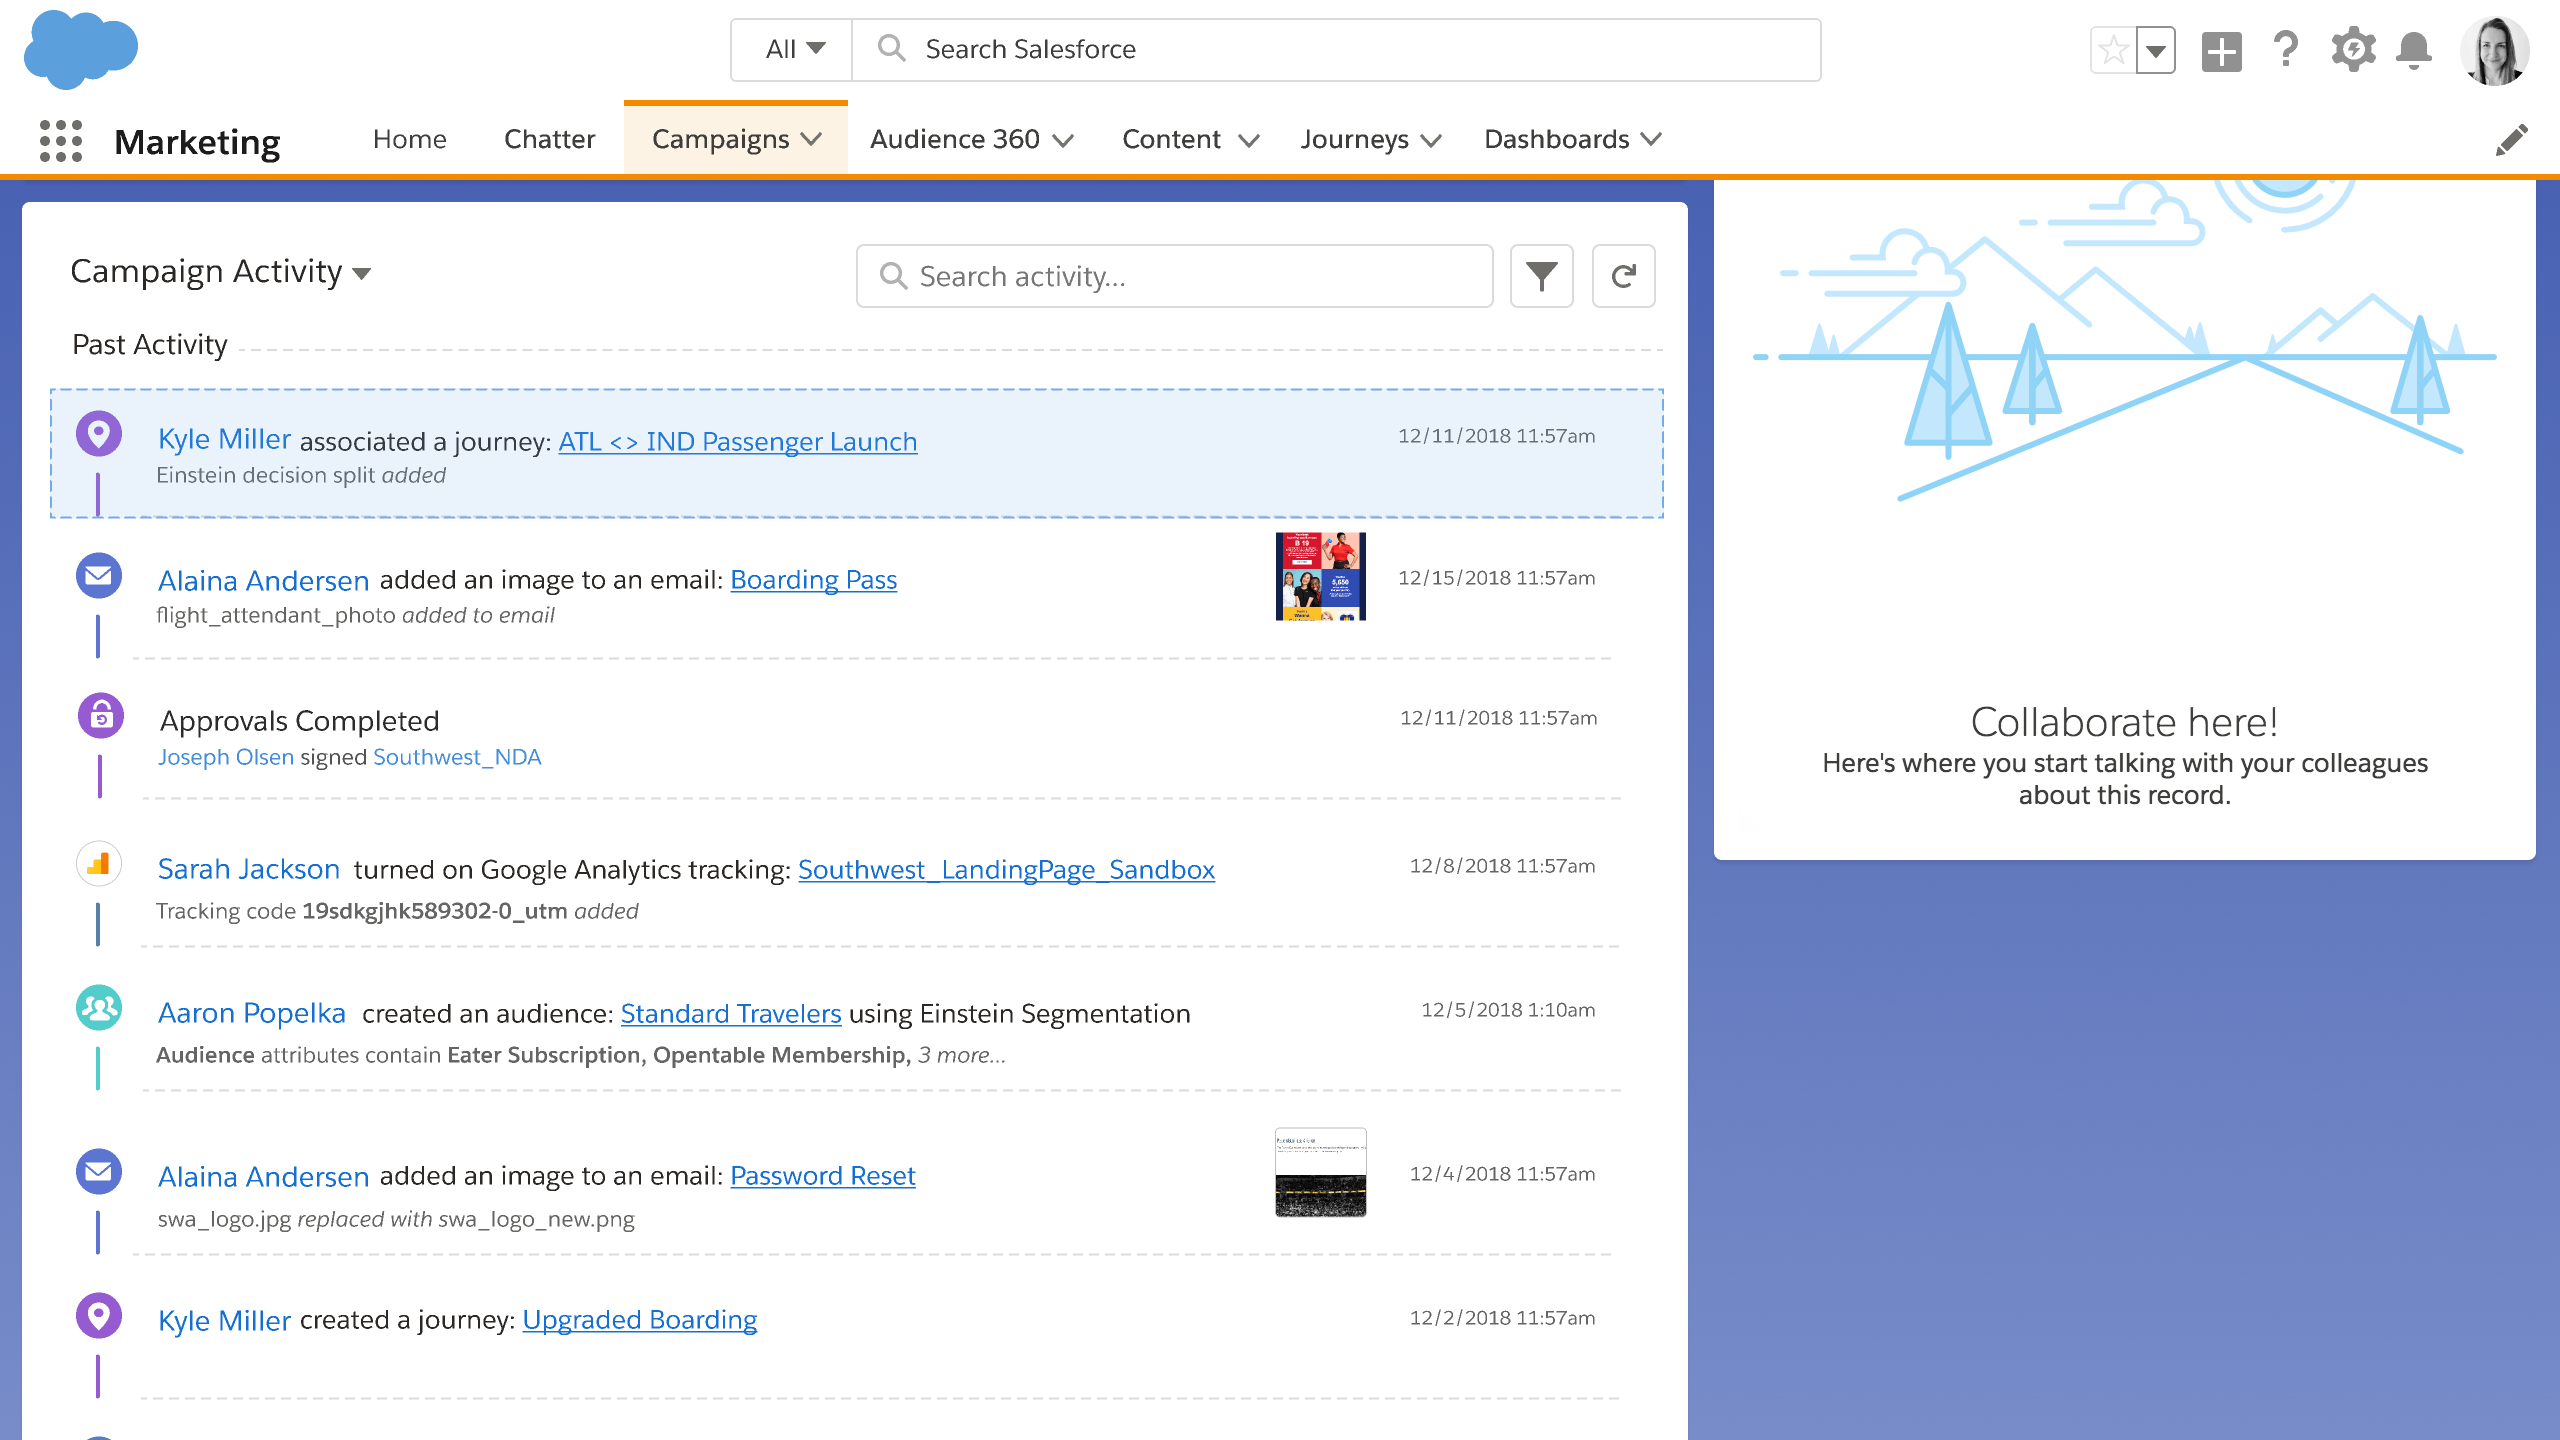 All Search Salesforce
Marketing Home Chatter Campaigns Audience 360 Content Journeys Dashboards
Campaign Activity Search activity...
Past Activity
Kyle Miller associated a journey: ATL <> IND Passenger Launch 12/11/2018 11:57am
Einstein decision split added
Alaina Andersen added an image to an email: Boarding Pass 12/15/2018 11:57am
flight_attendant_photo added to email
B 19
5,650
Approvals Completed 12/11/2018 11:57am
Joseph Olsen signed Southwest_NDA
Sarah Jackson turned on Google Analytics tracking: Southwest_LandingPage_Sandbox 12/8/2018 11:57am
Tracking code 19sdkgjhk589302-0_utm added
Aaron Popelka created an audience: Standard Travelers using Einstein Segmentation 12/5/2018 1:10am
Audience attributes contain Eater Subscription, Opentable Membership, 3 more...
Alaina Andersen added an image to an email: Password Reset 12/4/2018 11:57am
swa_logo.jpg replaced with swa_logo_new.png
Kyle Miller created a journey: Upgraded Boarding 12/2/2018 11:57am
Collaborate here!
Here's where you start talking with your colleagues
about this record.